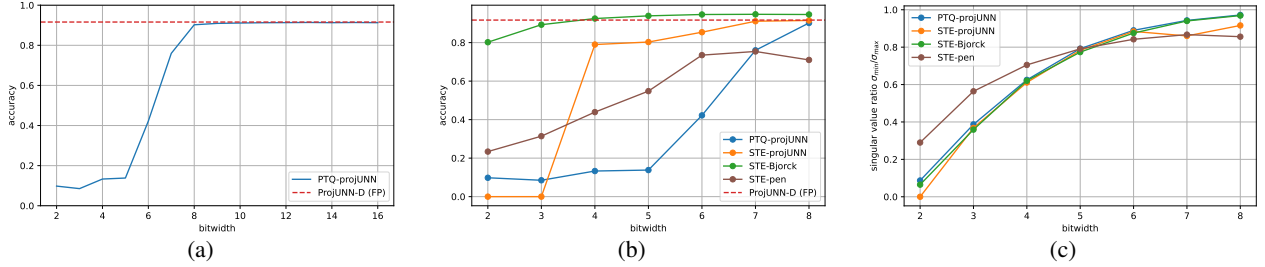 1.0
0.8
0.6
0.4
0.2
0.0
accuracy
2 4 6 8 10 12 14 16
bitwidth
PTQ-projUNN
ProjUNN-D (FP)
(a)
0.8
0.6
0.4
0.2
0.0
accuracy
2 3 4 5 6 7 8
bitwidth
PTQ-projUNN
STE-projUNN
STE-Bjorck
STE-pen
ProjUNN-D (FP)
(b)
1.0
0.8
0.6
0.4
0.2
0.0
singular value ratio σmin/σmax
2 3 4 5 6 7 8
bitwidth
PTQ-projUNN
STE-projUNN
STE-Bjorck
STE-pen
(c)